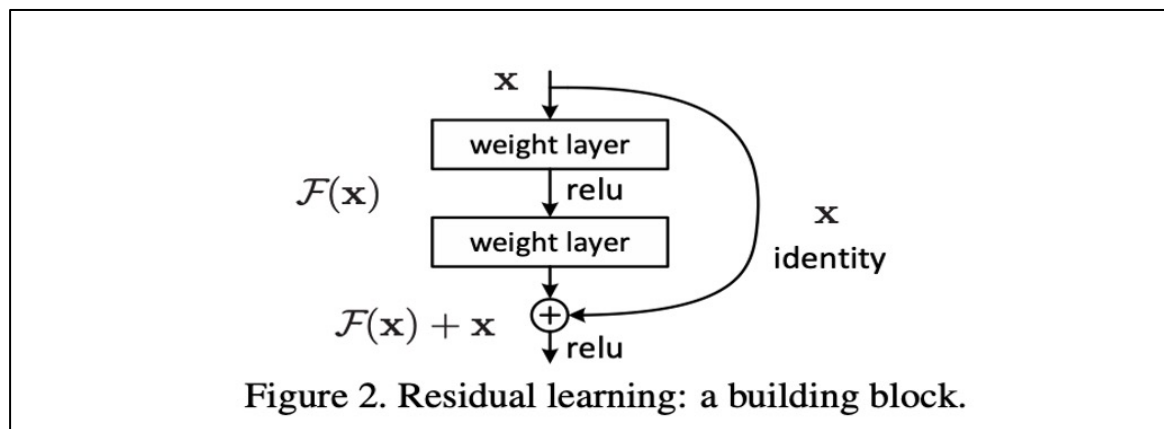 x
weight layer
relu
F(x)
weight layer
x
identity
F(x) + x
+
relu
Figure 2. Residual learning: a building block.